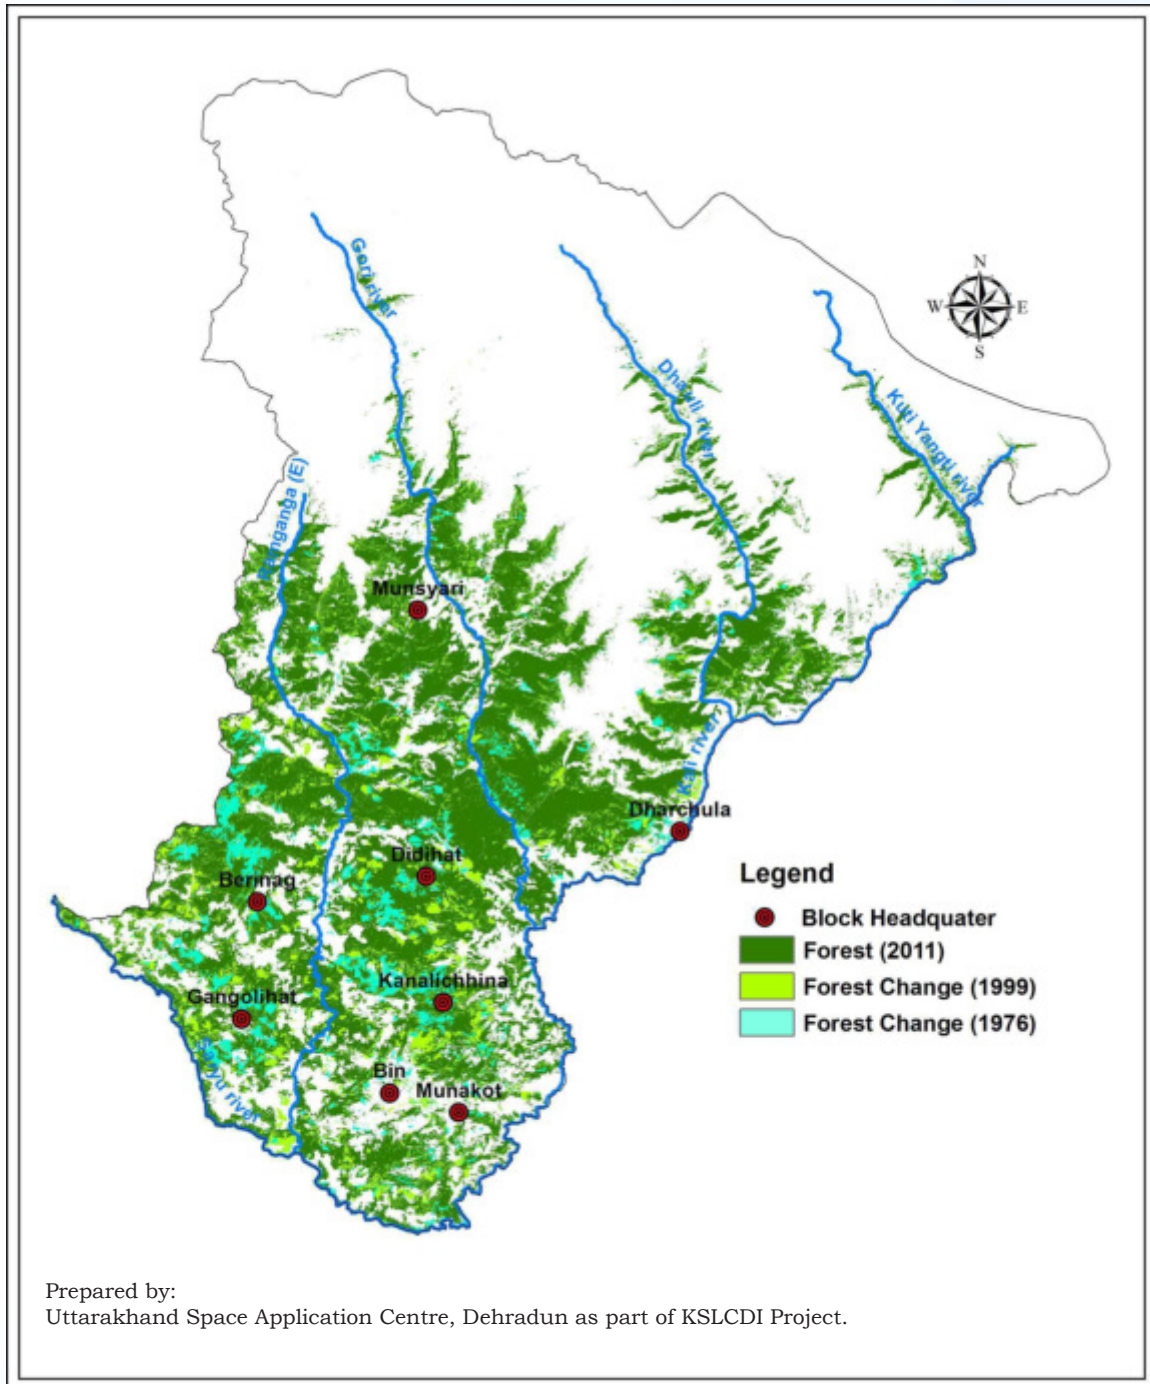 Gori river
Dhauli river
Kuti Yangti river
N
W
E
S
Ramganga (E)
Munsyari
Kali river
Dharchula
Didihat
Berinag
Kanalichhina
Gangolihat
Saryu river
Bin
Munakot
Legend
Block Headquater
Forest (2011)
Forest Change (1999)
Forest Change (1976)
Prepared by:
Uttarakhand Space Application Centre, Dehradun as part of KSLCDI Project.